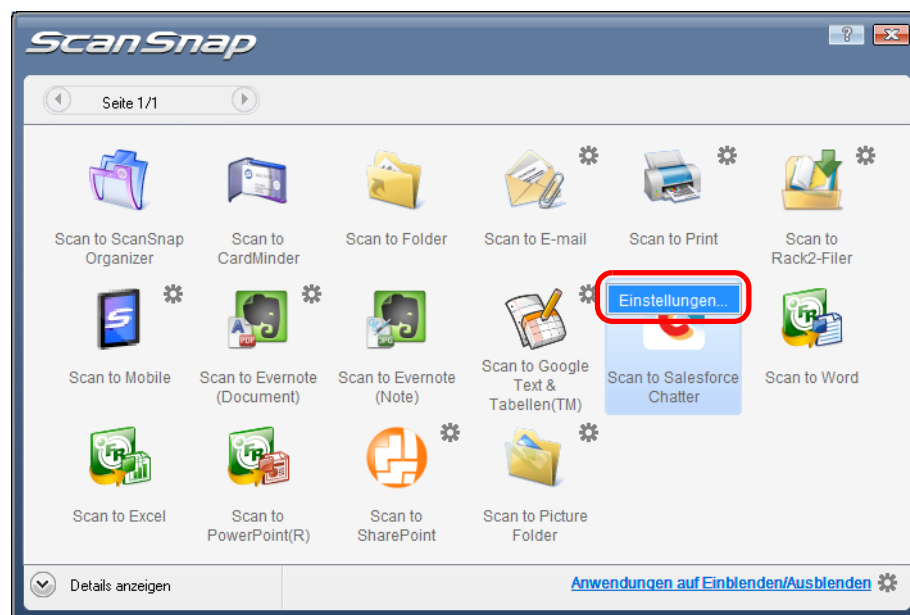 ScanSnap
Seite 1/1
Scan to ScanSnap
Organizer
Scan to
CardMinder
Scan to Folder
Scan to E-mail
Scan to Print
Scan to
Rack2-Filer
Einstellungen...
Scan to Mobile
Scan to Evernote
(Document)
Scan to Evernote
(Note)
Scan to Google
Text &
Tabellen(TM)
Scan to Salesforce
Chatter
Scan to Word
Scan to Excel
Scan to
PowerPoint(R)
Scan to
SharePoint
Scan to Picture
Folder
Details anzeigen
Anwendungen auf Einblenden/Ausblenden